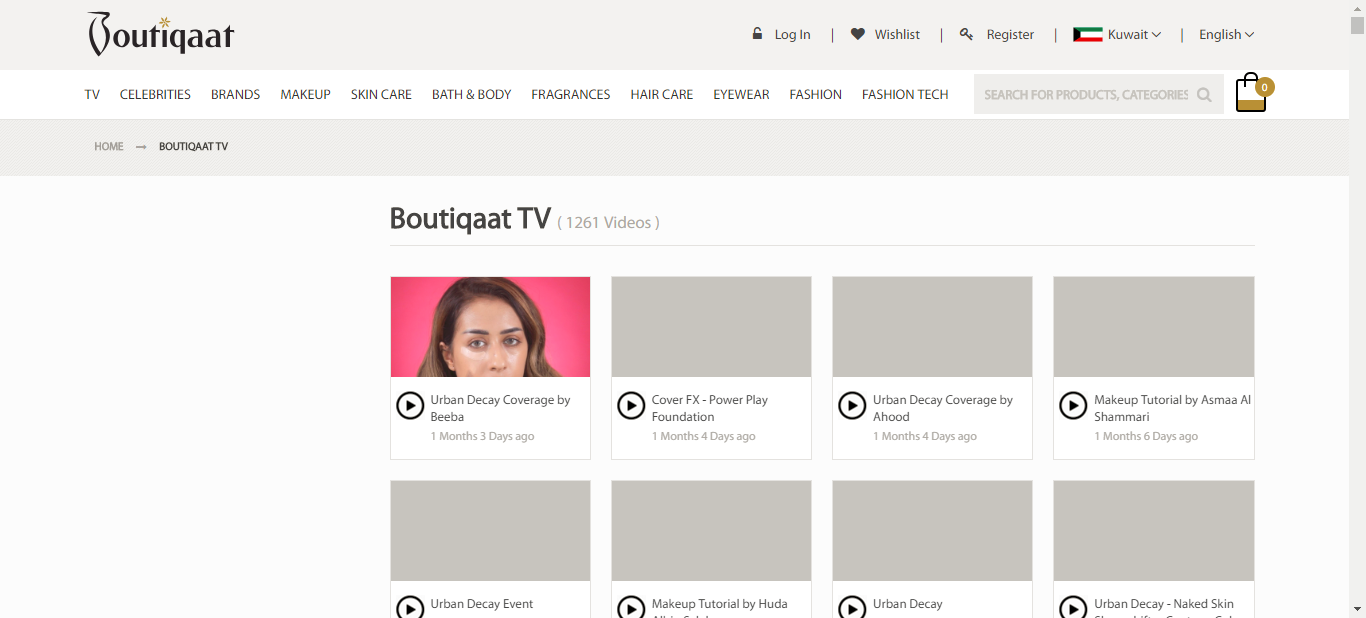 Boutiqaat
Log In | Wishlist | Register | Kuwait | English
TV CELEBRITIES BRANDS MAKEUP SKIN CARE BATH & BODY FRAGRANCES HAIR CARE EYEWEAR FASHION FASHION TECH SEARCH FOR PRODUCTS, CATEGORIES 0
HOME → BOUTIQAAT TV
Boutiqaat TV ( 1261 Videos )
Urban Decay Coverage by
Beeba
1 Months 3 Days ago
Cover FX - Power Play
Foundation
1 Months 4 Days ago
Urban Decay Coverage by
Ahood
1 Months 4 Days ago
Makeup Tutorial by Asmaa Al
Shammari
1 Months 6 Days ago
Urban Decay Event
Makeup Tutorial by Huda
Urban Decay
Urban Decay - Naked Skin